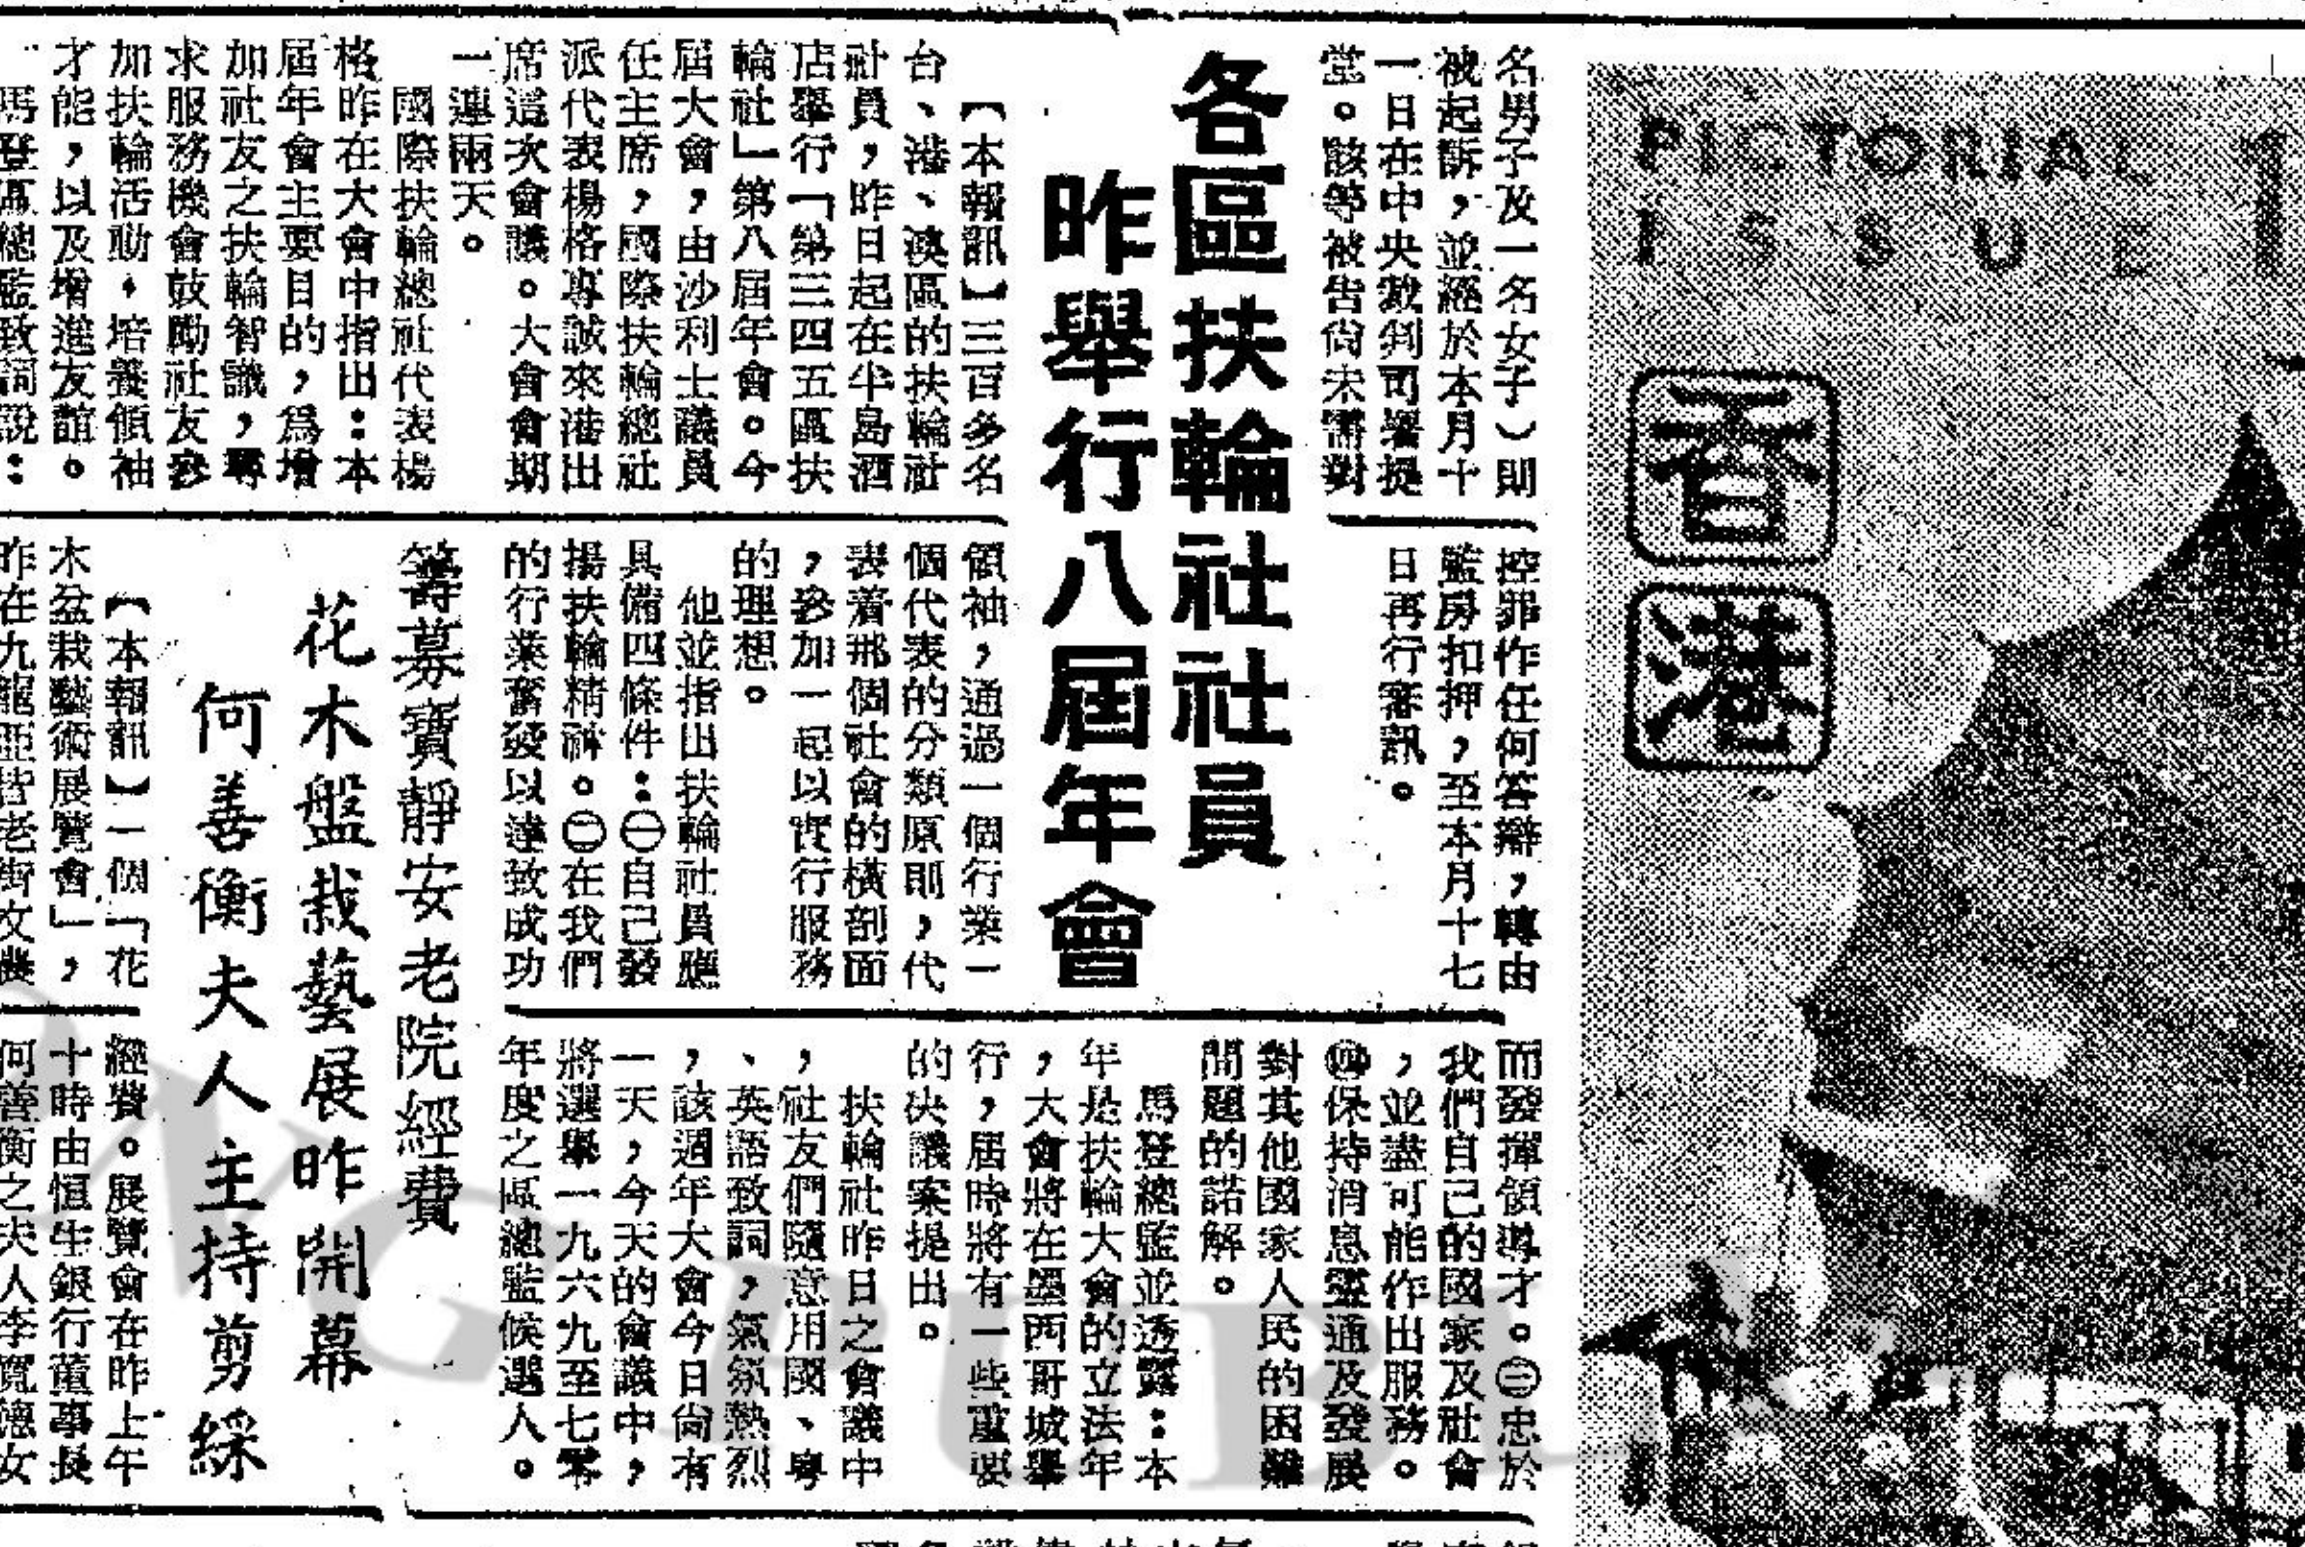 名男子及一名女子）則
被起訴，並經於本月十
一日在中央裁判司署提
堂。該等被告尙未需對
控罪作任何答辯，轉由
監房扣押，至本月十七
日再行審訊。
各區扶輪社社員
昨舉行八屆年會
【本報訊】三百多名
台、港、澳區的扶輪社
社員，昨日起在半島酒
店舉行「第三四五區扶
輪社」第八屆年會。今
屆大會，由沙利士議員
任主席，國際扶輪總社
派代表楊格專誠來港出
席這次會議。大會會期
一連兩天。
國際扶輪總社代表楊
格昨在大會中指出：本
屆年會主要目的，爲增
加社友之扶輪智識，尋
求服務機會鼓勵社友參
加扶輪活動，培養領袖
才能，以及增進友誼。
馬登區總監致詞說：
領袖，通過一個行業一
個代表的分類原則，代
表着那個社會的橫剖面
，參加一起以實行服務
的理想。
他並指出扶輪社員應
具備四條件：㊀自己發
揚扶輪精神。㊁在我們
的行業奮發以達致成功
而發揮領導才。㊂忠於
我們自己的國家及社會
，並盡可能作出服務。
㊃保持消息靈通及發展
對其他國家人民的困難
問題的諾解。
馬登總監並透露：本
年是扶輪大會的立法年
，大會將在墨西哥城舉
行，屆時將有一些重要
的決議案提出。
扶輪社昨日之會議中
，社友們隨意用國、粤
、英語致詞，氣氛熱烈
，該週年大會今日尙有
一天，今天的會議中，
將選舉一九六九至七零
年度之區總監候選人。
籌募寶靜安老院經費
花木盤栽藝展昨開幕
何善衡夫人主持剪綵
【本報訊】一個「花
木盆栽藝術展覽會」，
昨在九龍亞皆老街文
經費。展覽會在昨上午
十時由恒生銀行董事長
何善衡之夫人李寬德女
PICTORIAL
ISSUE
香
港